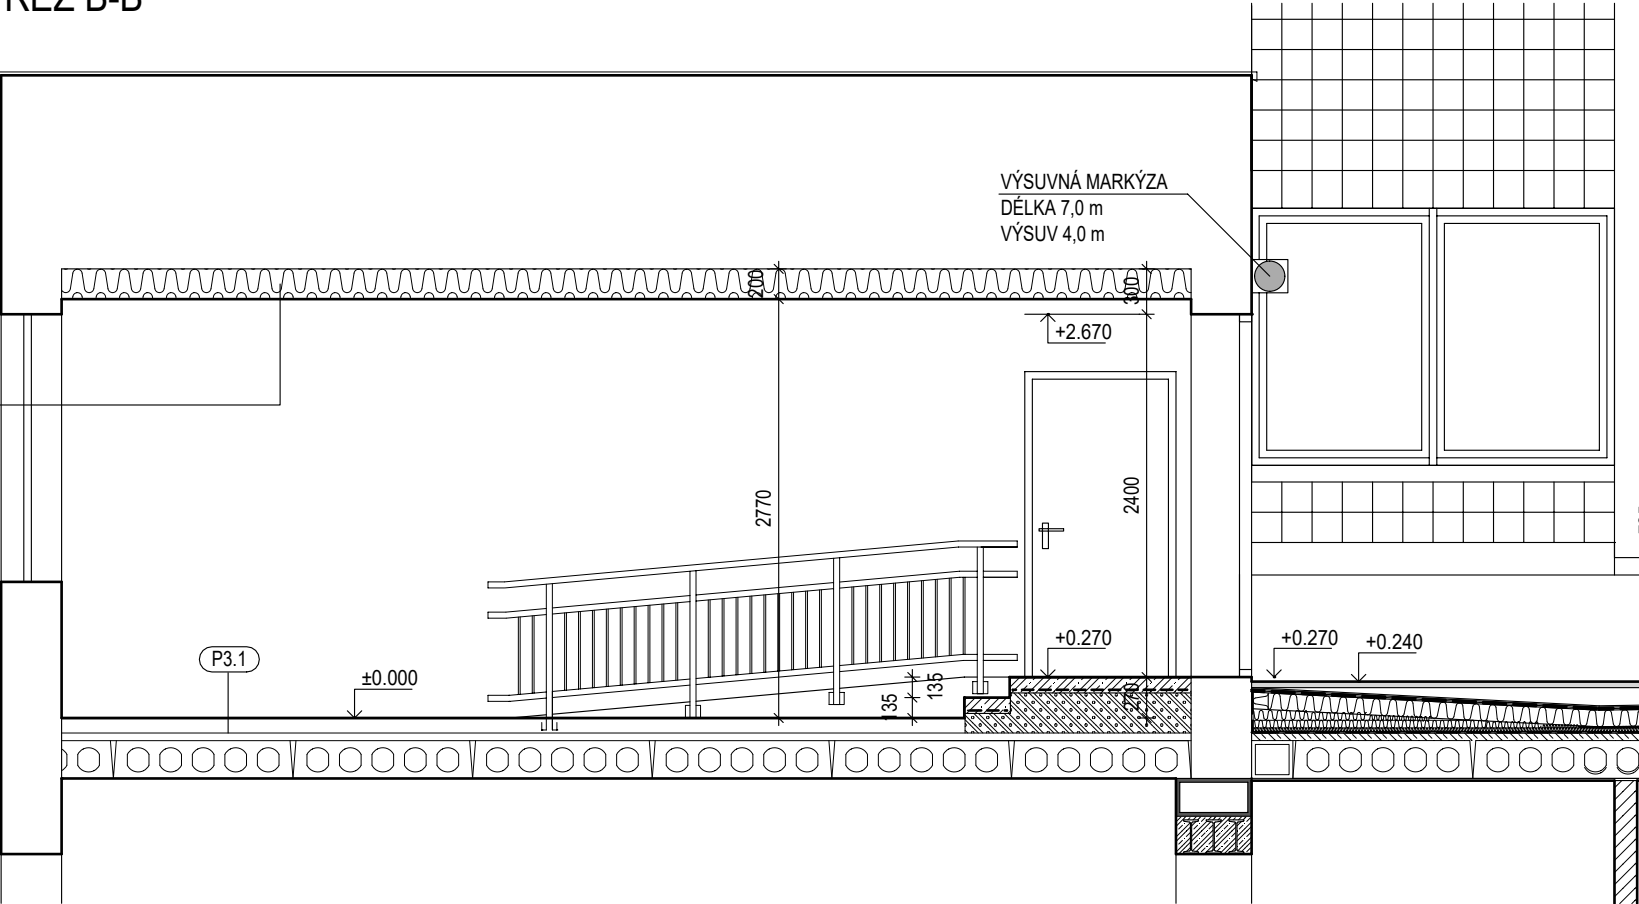 ŘEZ B-B
VÝSUVNÁ MARKÝZA
DÉLKA 7,0 m
VÝSUV 4,0 m
200
300
+2.670
2770
2400
+0.270
+0.270
+0.240
P3.1
±0.000
135
135
270